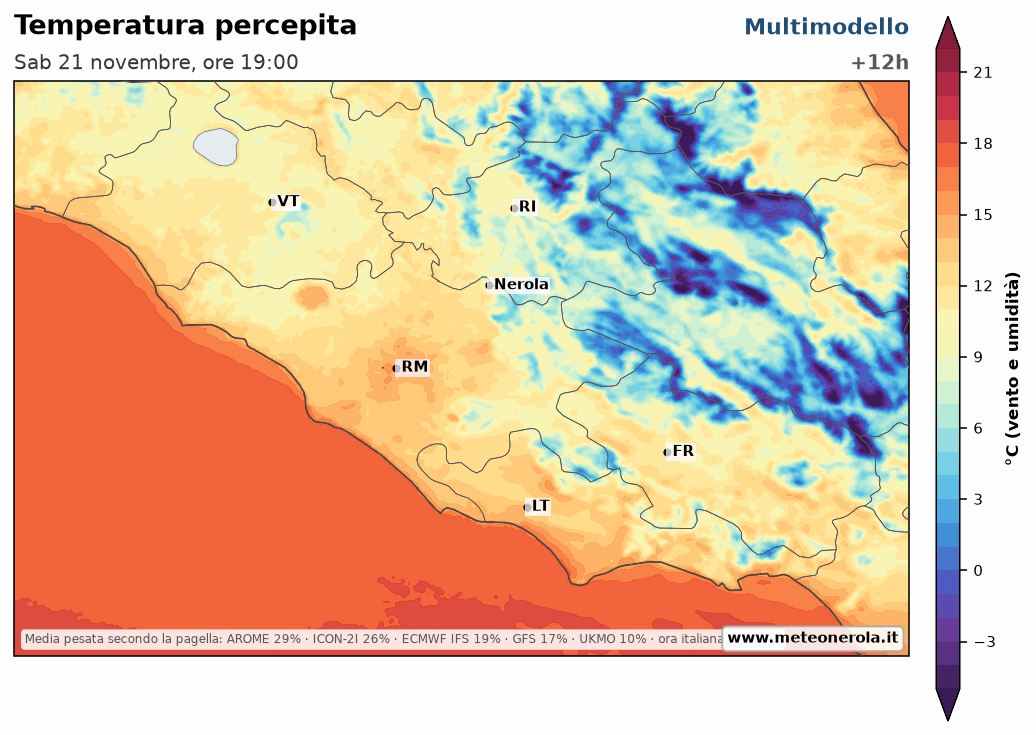 Temperatura percepita
Multimodello
Sab 21 novembre, ore 19:00
+12h
VT
RI
Nerola
RM
FR
LT
Media pesata secondo la pagella: AROME 29% · ICON-2I 26% · ECMWF IFS 19% · GFS 17% · UKMO 10% · ora italiana
www.meteonerola.it
21
18
15
12
9
6
3
0
−3
°C (vento e umidità)